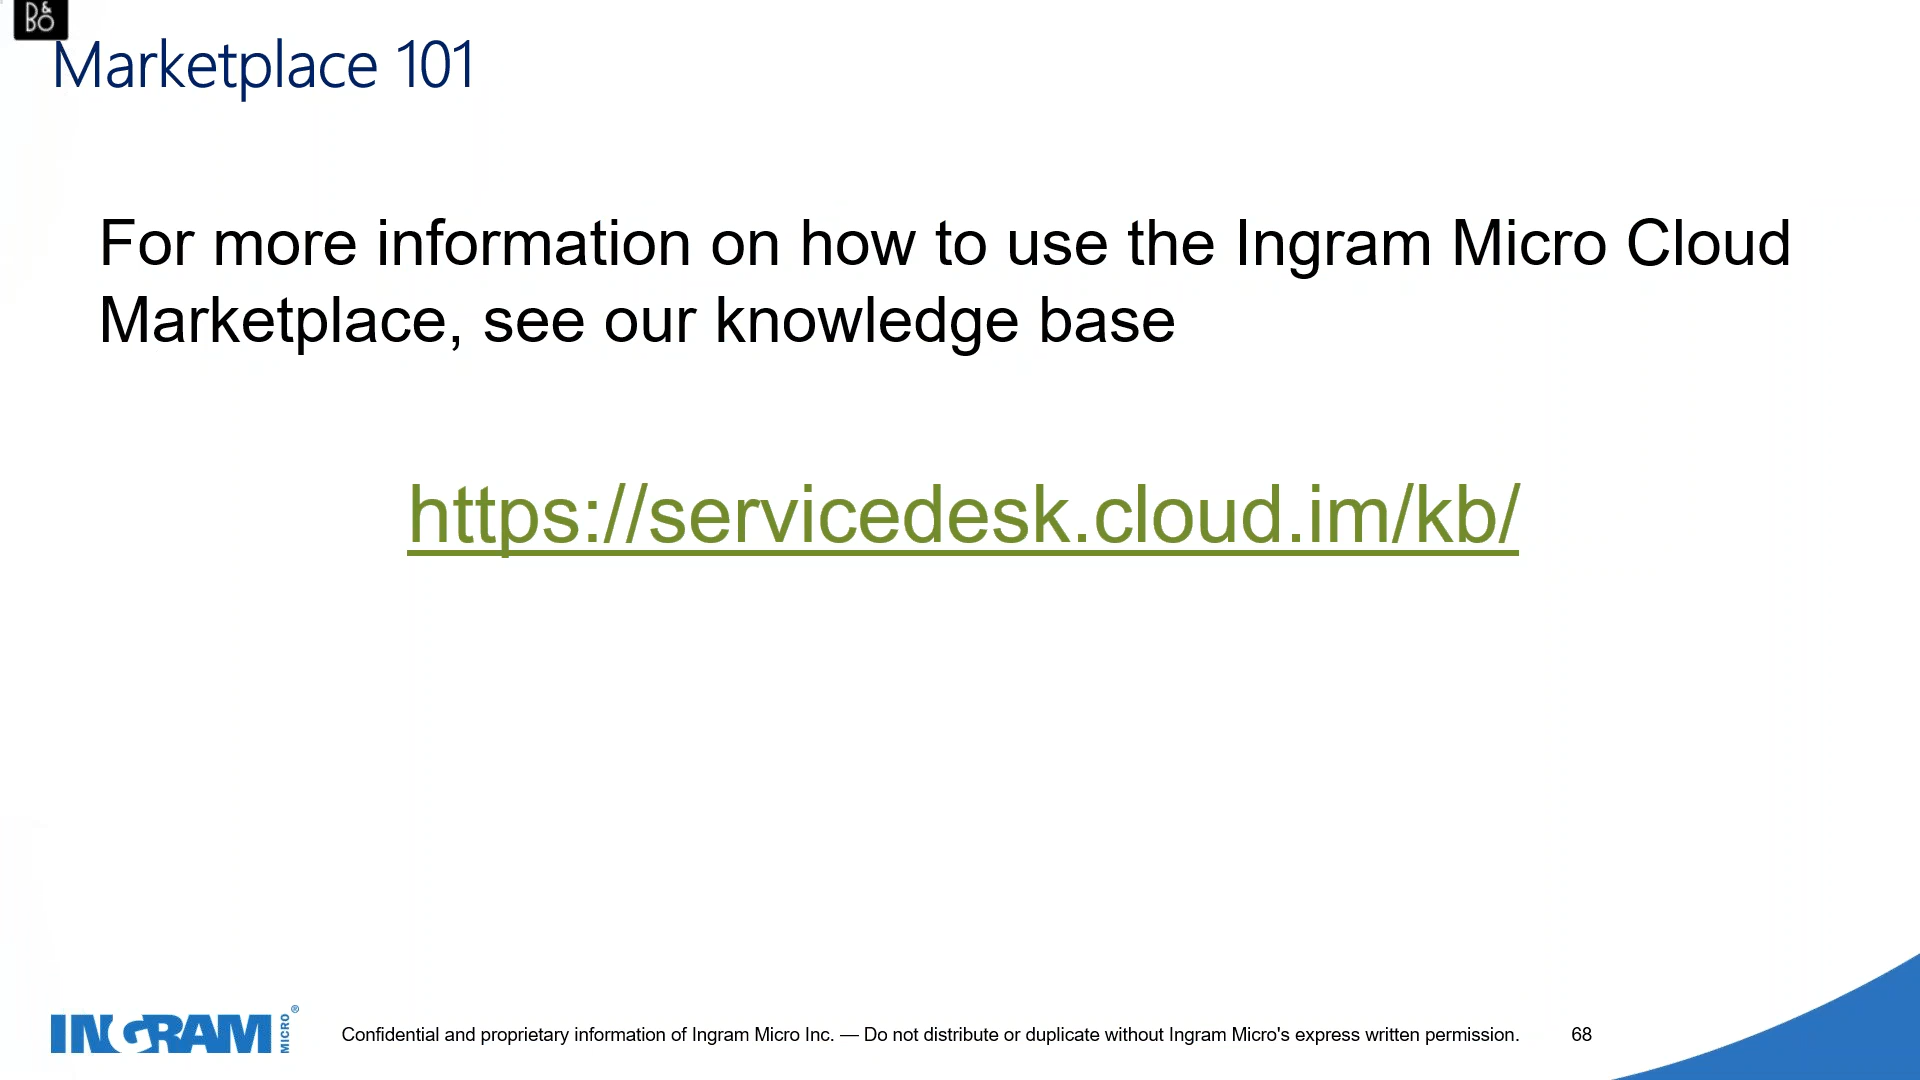 B&O
Marketplace 101
For more information on how to use the Ingram Micro Cloud
Marketplace, see our knowledge base
https://servicedesk.cloud.im/kb/
INGRAM MICRO ®
Confidential and proprietary information of Ingram Micro Inc. — Do not distribute or duplicate without Ingram Micro's express written permission. 68